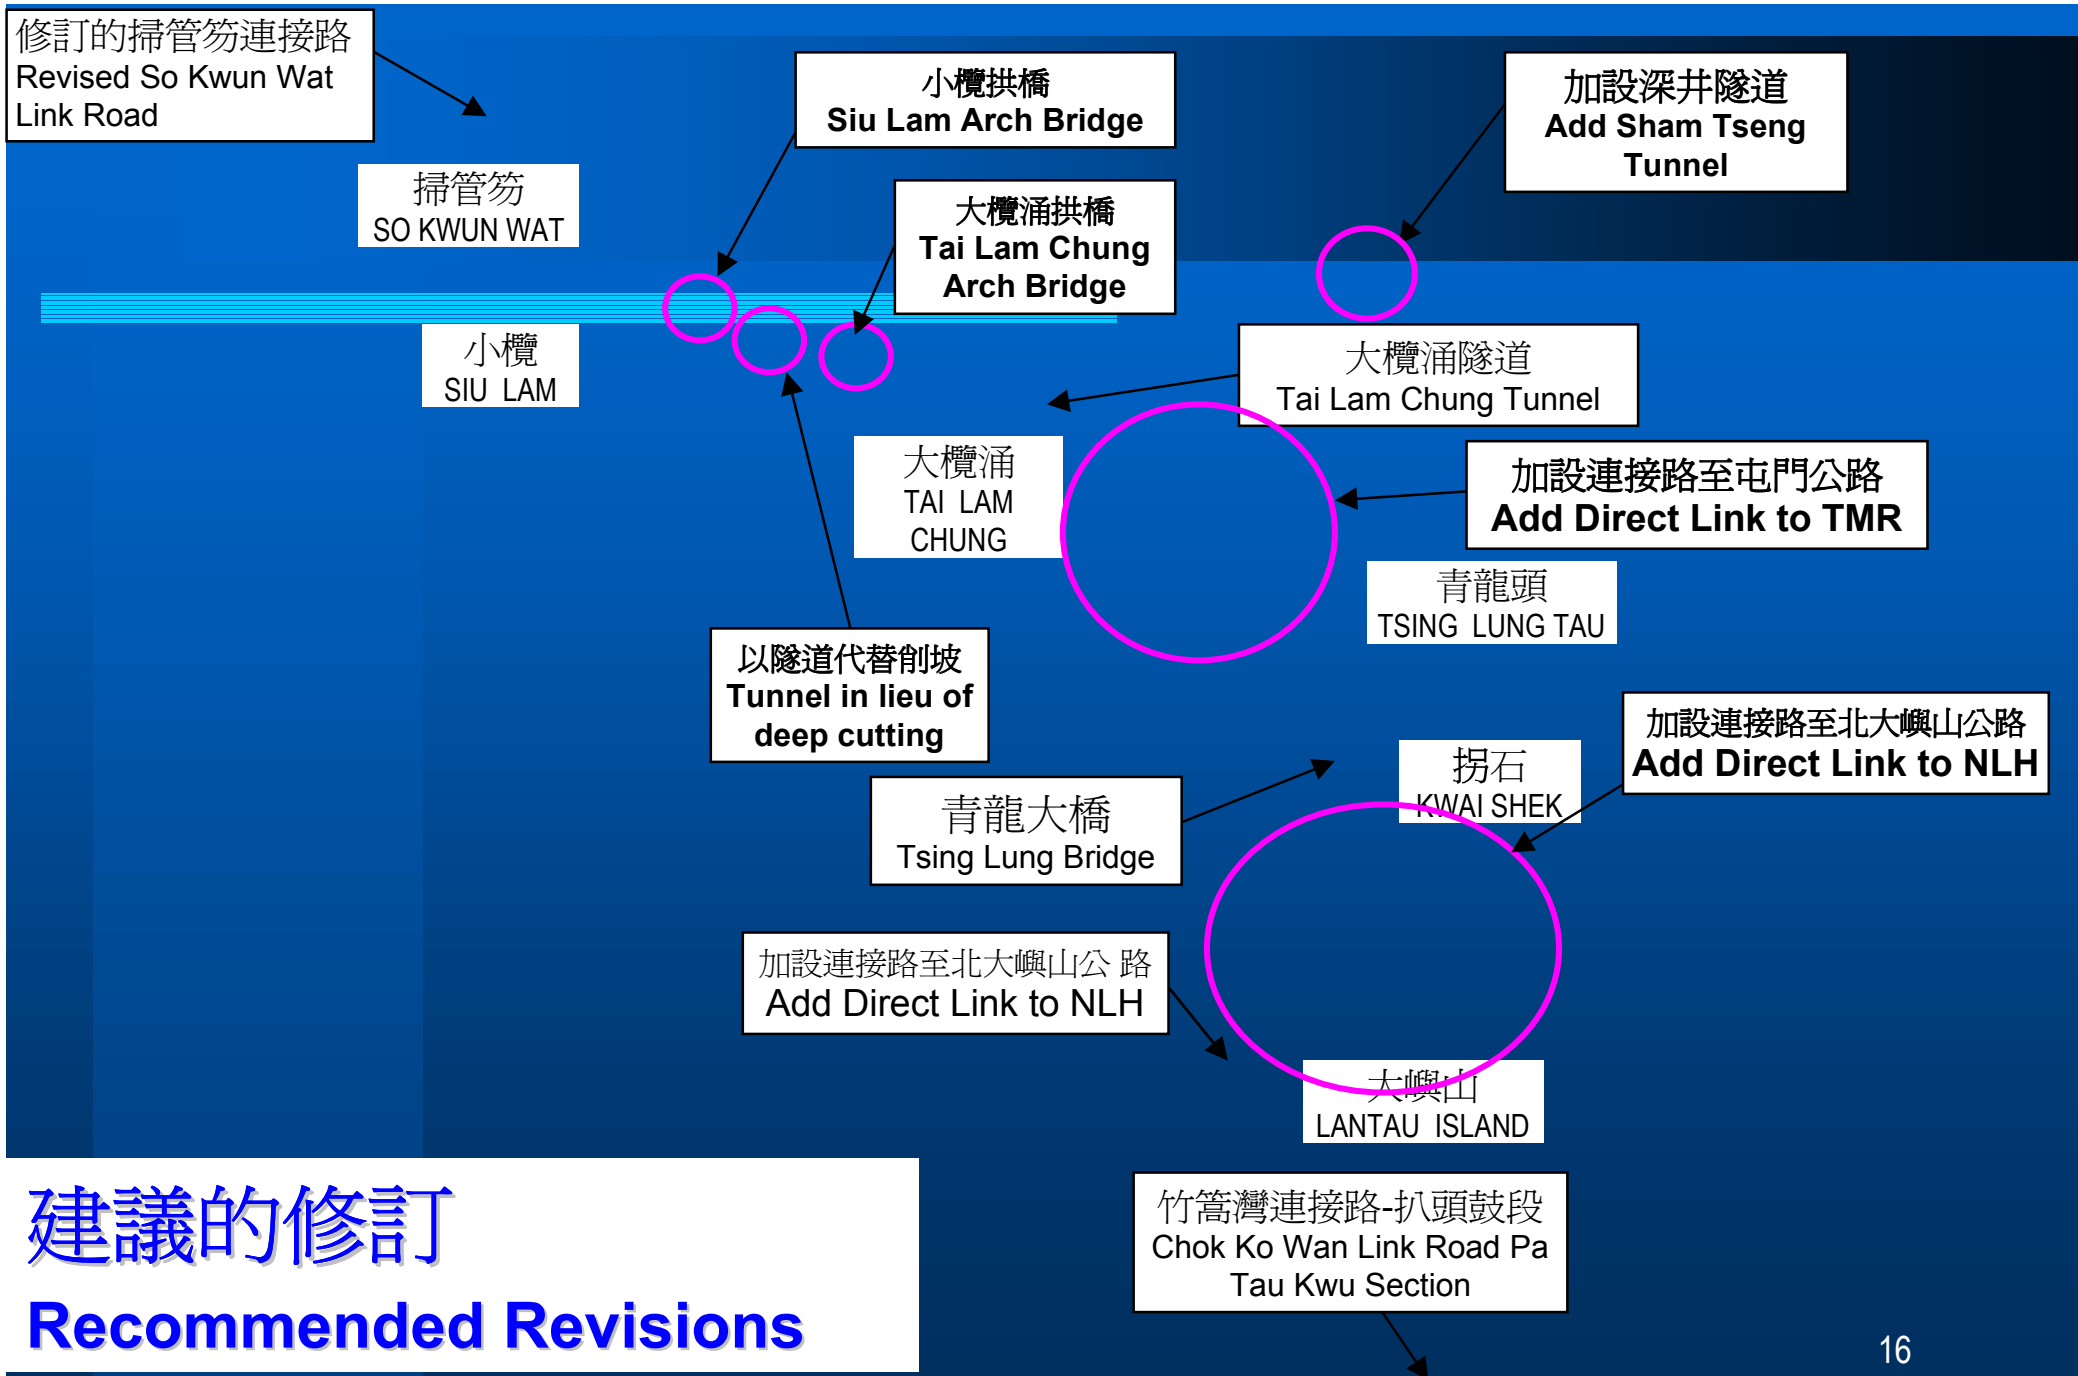 修訂的掃管笏連接路
Revised So Kwun Wat
Link Road
小欖拱橋
Siu Lam Arch Bridge
加設深井隧道
Add Sham Tseng
Tunnel
掃管笏
SO KWUN WAT
大欖涌拱橋
Tai Lam Chung
Arch Bridge
小欖
SIU LAM
大欖涌隧道
Tai Lam Chung Tunnel
大欖涌
TAI LAM
CHUNG
加設連接路至屯門公路
Add Direct Link to TMR
青龍頭
TSING LUNG TAU
以隧道代替削坡
Tunnel in lieu of
deep cutting
加設連接路至北大嶼山公路
Add Direct Link to NLH
拐石
KWAI SHEK
青龍大橋
Tsing Lung Bridge
加設連接路至北大嶼山公 路
Add Direct Link to NLH
大嶼山
LANTAU ISLAND
竹篙灣連接路-扒頭鼓段
Chok Ko Wan Link Road Pa
Tau Kwu Section
建議的修訂
Recommended Revisions
16